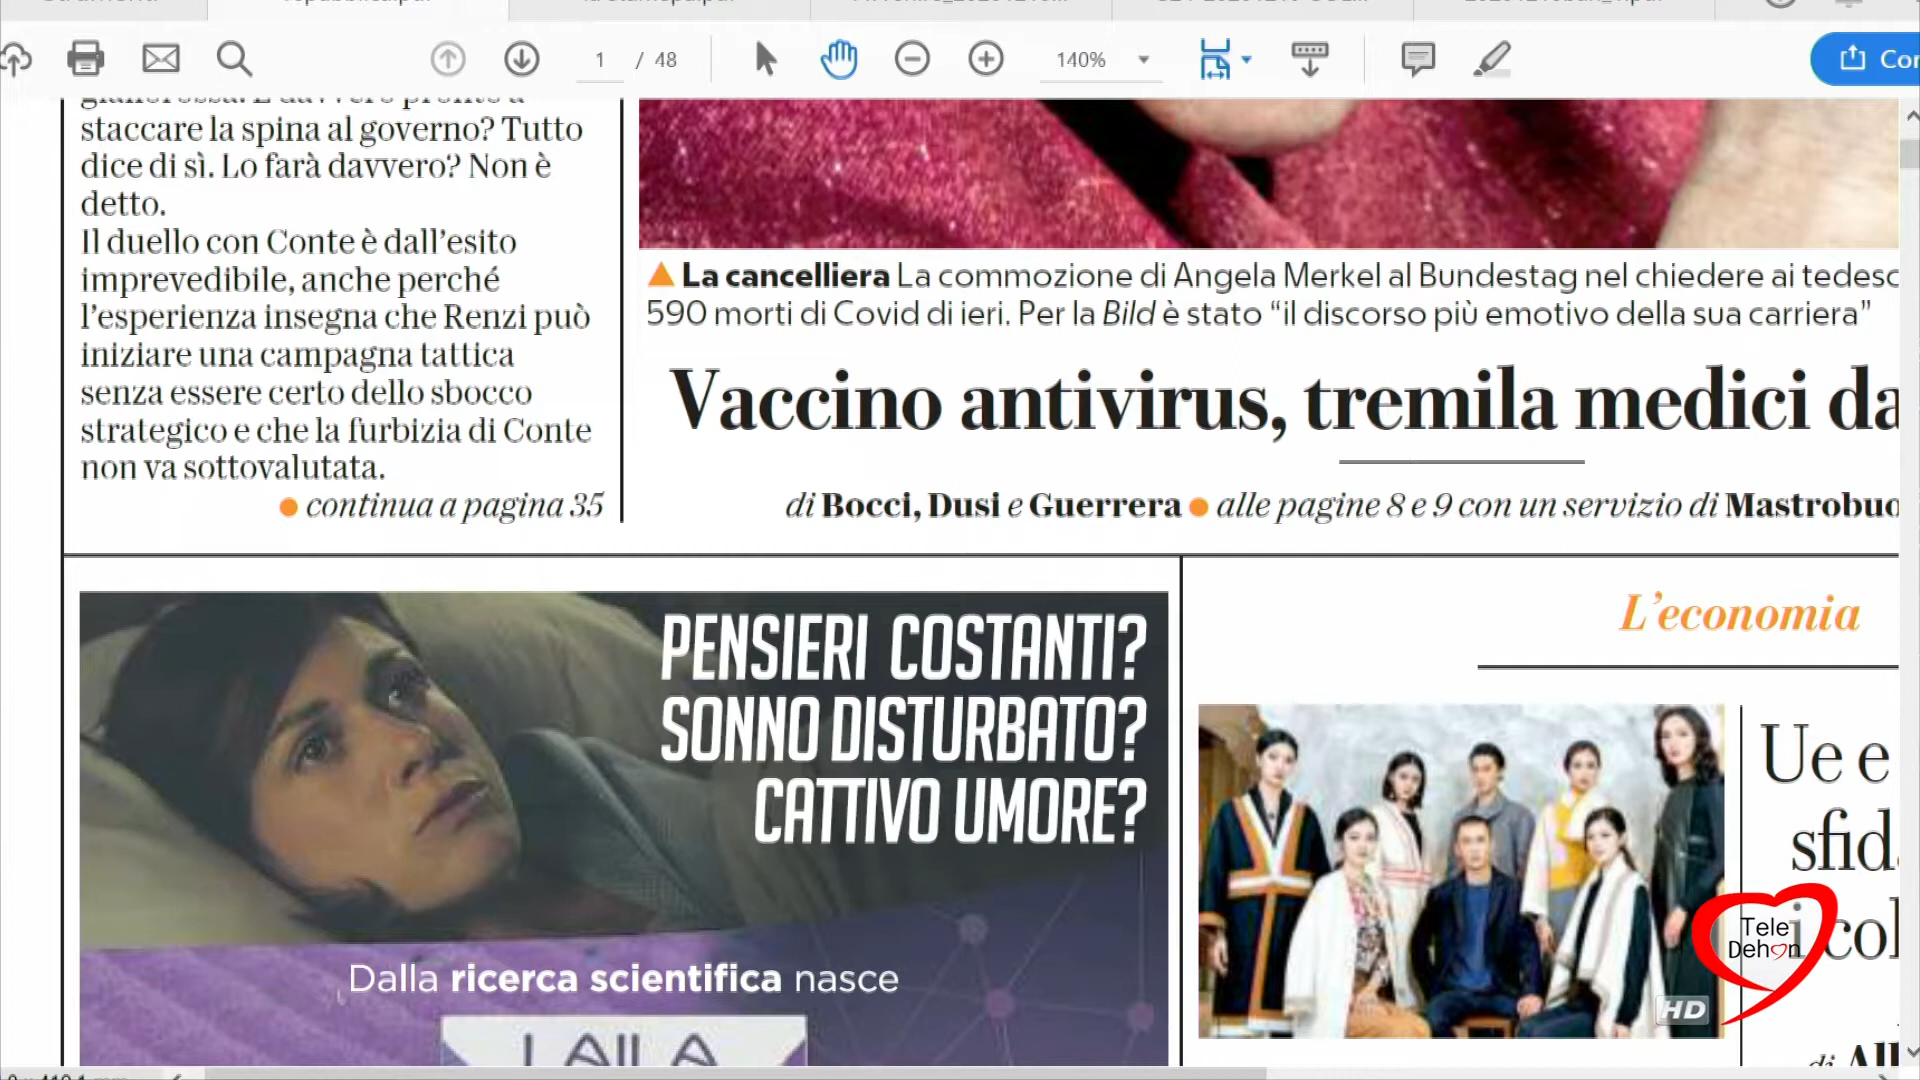 1 / 48
140%
staccare la spina al governo? Tutto
dice di sì. Lo farà davvero? Non è
detto.
Il duello con Conte è dall'esito
imprevedibile, anche perché
l'esperienza insegna che Renzi può
iniziare una campagna tattica
senza essere certo dello sbocco
strategico e che la furbizia di Conte
non va sottovalutata.
continua a pagina 35
La cancelliera La commozione di Angela Merkel al Bundestag nel chiedere ai tedesc
590 morti di Covid di ieri. Per la Bild è stato “il discorso più emotivo della sua carriera”
Vaccino antivirus, tremila medici da
di Bocci, Dusi e Guerrera ● alle pagine 8 e 9 con un servizio di Mastrobuo
PENSIERI COSTANTI?
SONNO DISTURBATO?
CATTIVO UMORE?
Dalla ricerca scientifica nasce
LAILA
L'economia
Ue e
sfid
i col
di All
Tele
Dehon
HD
Con